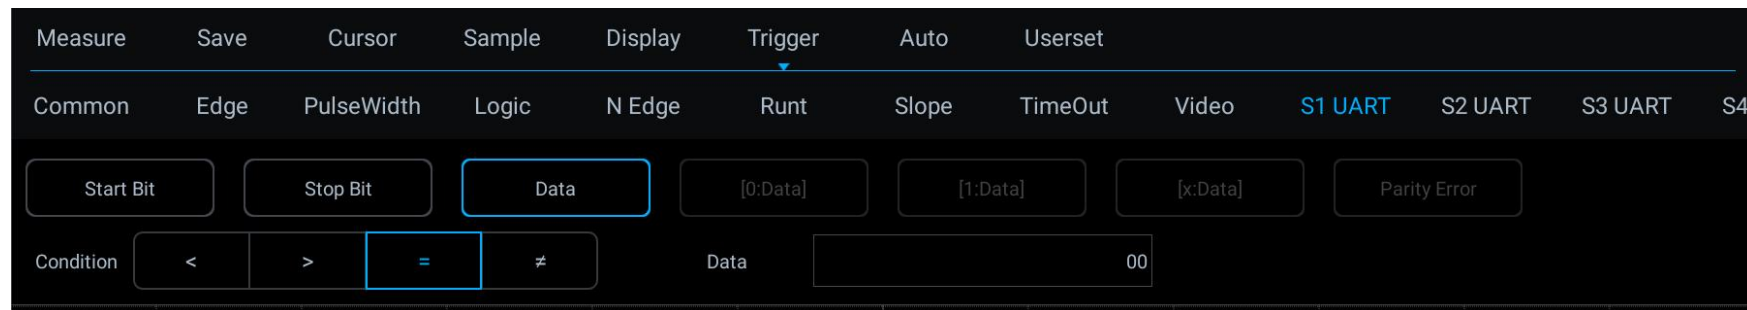 Measure Save Cursor Sample Display Trigger Auto Userset
Common Edge PulseWidth Logic N Edge Runt Slope TimeOut Video S1 UART S2 UART S3 UART S4
Start Bit Stop Bit Data [0:Data] [1:Data] [x:Data] Parity Error
Condition < > = ≠ Data 00